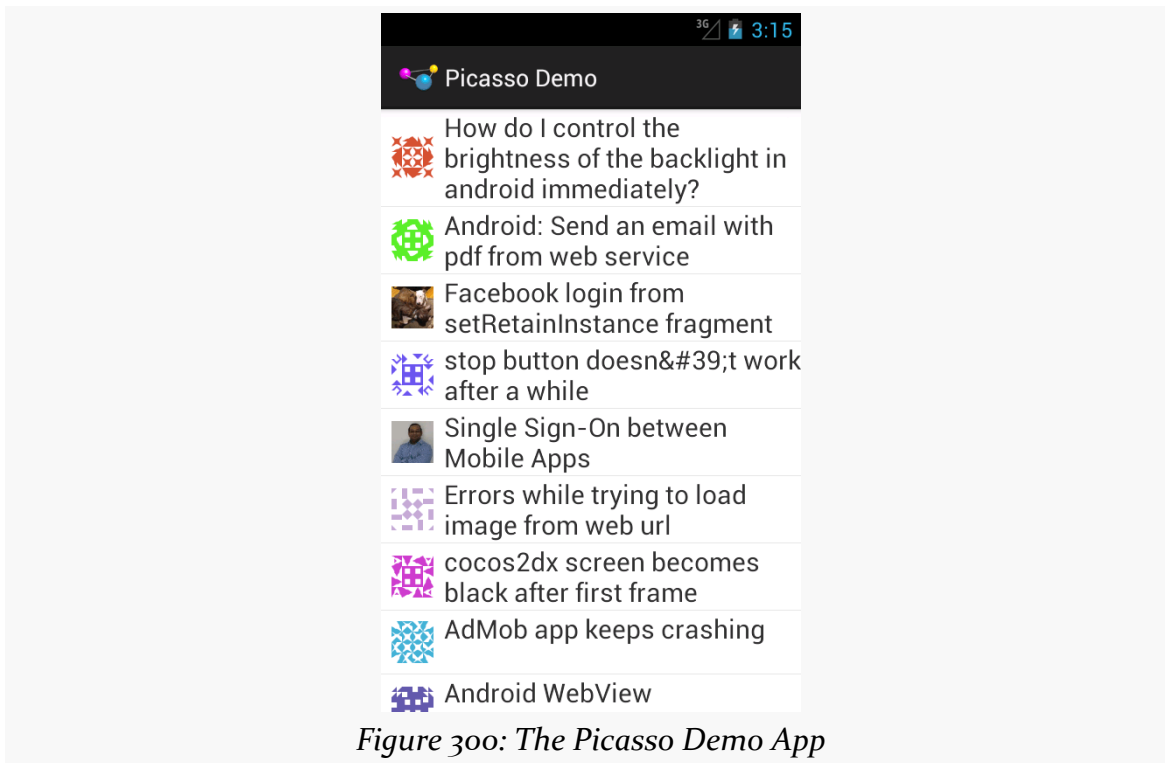 3G 3:15
Picasso Demo
How do I control the
brightness of the backlight in
android immediately?
Android: Send an email with
pdf from web service
Facebook login from
setRetainInstance fragment
stop button doesn&#39;t work
after a while
Single Sign-On between
Mobile Apps
Errors while trying to load
image from web url
cocos2dx screen becomes
black after first frame
AdMob app keeps crashing
Android WebView
Figure 300: The Picasso Demo App